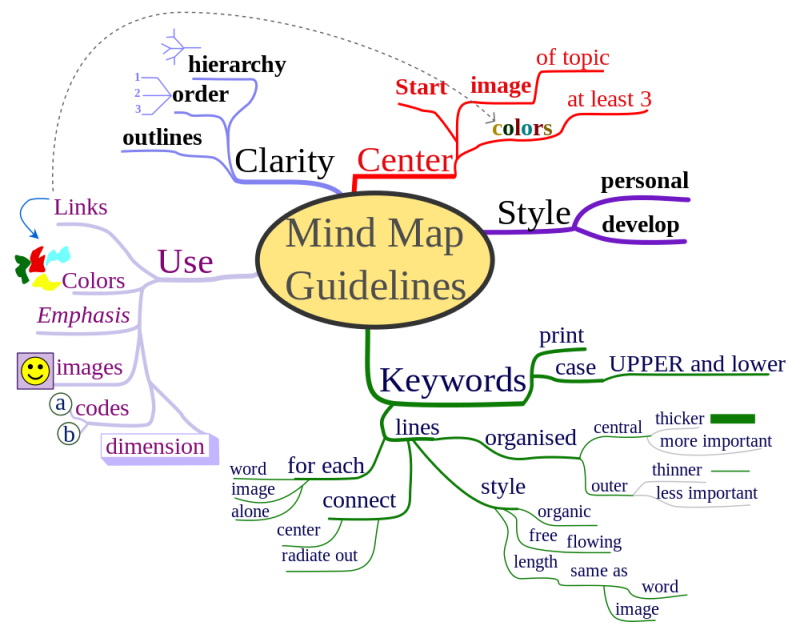 Mind Map
Guidelines
hierarchy
1
2
3
order
outlines
Clarity
Start
image
of topic
colors
at least 3
Center
Style
personal
develop
Links
Colors
Use
Emphasis
images
a
codes
b
dimension
Keywords
print
case
UPPER and lower
lines
organised
central
thicker
more important
outer
thinner
less important
for each
word
image
alone
connect
center
radiate out
style
organic
free flowing
length
same as
word
image